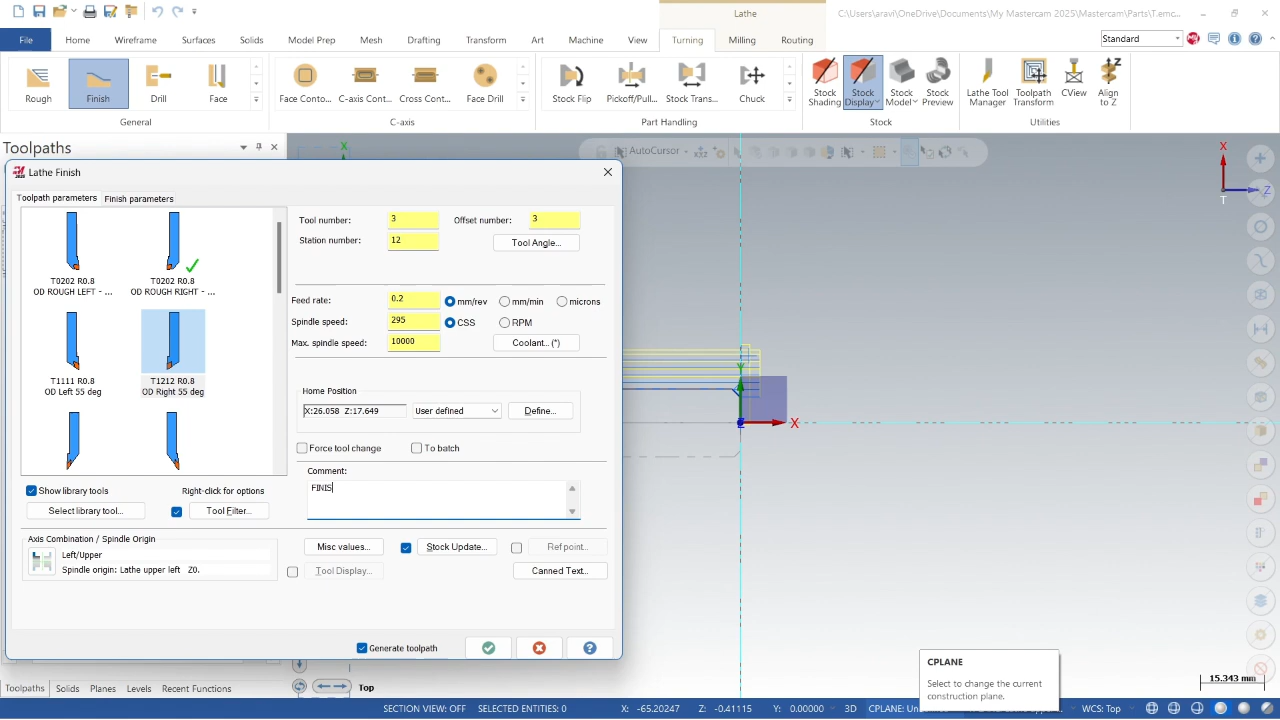 Lathe
C:\Users\aravi\OneDrive\Documents\My Mastercam 2025\Mastercam\Parts\T.emc...
File
Home
Wireframe
Surfaces
Solids
Model Prep
Mesh
Drafting
Transform
Art
Machine
View
Turning
Milling
Routing
Standard
Rough
Finish
Drill
Face
Face Conto...
C-axis Cont...
Cross Cont...
Face Drill
Stock Flip
Pickoff/Pull...
Stock Trans...
Chuck
Stock Shading
Stock Display
Stock Model
Stock Preview
Lathe Tool Manager
Toolpath Transform
CView
Align to Z
General
C-axis
Part Handling
Stock
Utilities
Toolpaths
AutoCursor
X
X
Z
T
Lathe Finish
Toolpath parameters
Finish parameters
T0202 R0.8
OD ROUGH LEFT - ...
T0202 R0.8
OD ROUGH RIGHT - ...
T1111 R0.8
OD Left 55 deg
T1212 R0.8
OD Right 55 deg
Tool number:
3
Offset number:
3
Station number:
12
Tool Angle...
Feed rate:
0.2
mm/rev
mm/min
microns
Spindle speed:
295
CSS
RPM
Max. spindle speed:
10000
Coolant... (*)
Home Position
X:26.058 Z:17.649
User defined
Define...
Force tool change
To batch
Comment:
FINIS
Show library tools
Right-click for options
Select library tool...
Tool Filter...
Axis Combination / Spindle Origin
Left/Upper
Spindle origin: Lathe upper left Z0.
Misc values...
Stock Update...
Ref point...
Tool Display...
Canned Text...
Generate toolpath
Y
Z
X
CPLANE
Select to change the current
construction plane.
15.343 mm
Toolpaths
Solids
Planes
Levels
Recent Functions
Top
SECTION VIEW: OFF
SELECTED ENTITIES: 0
X: -65.20247
Z: -0.41115
Y: 0.00000
3D
WCS: Top